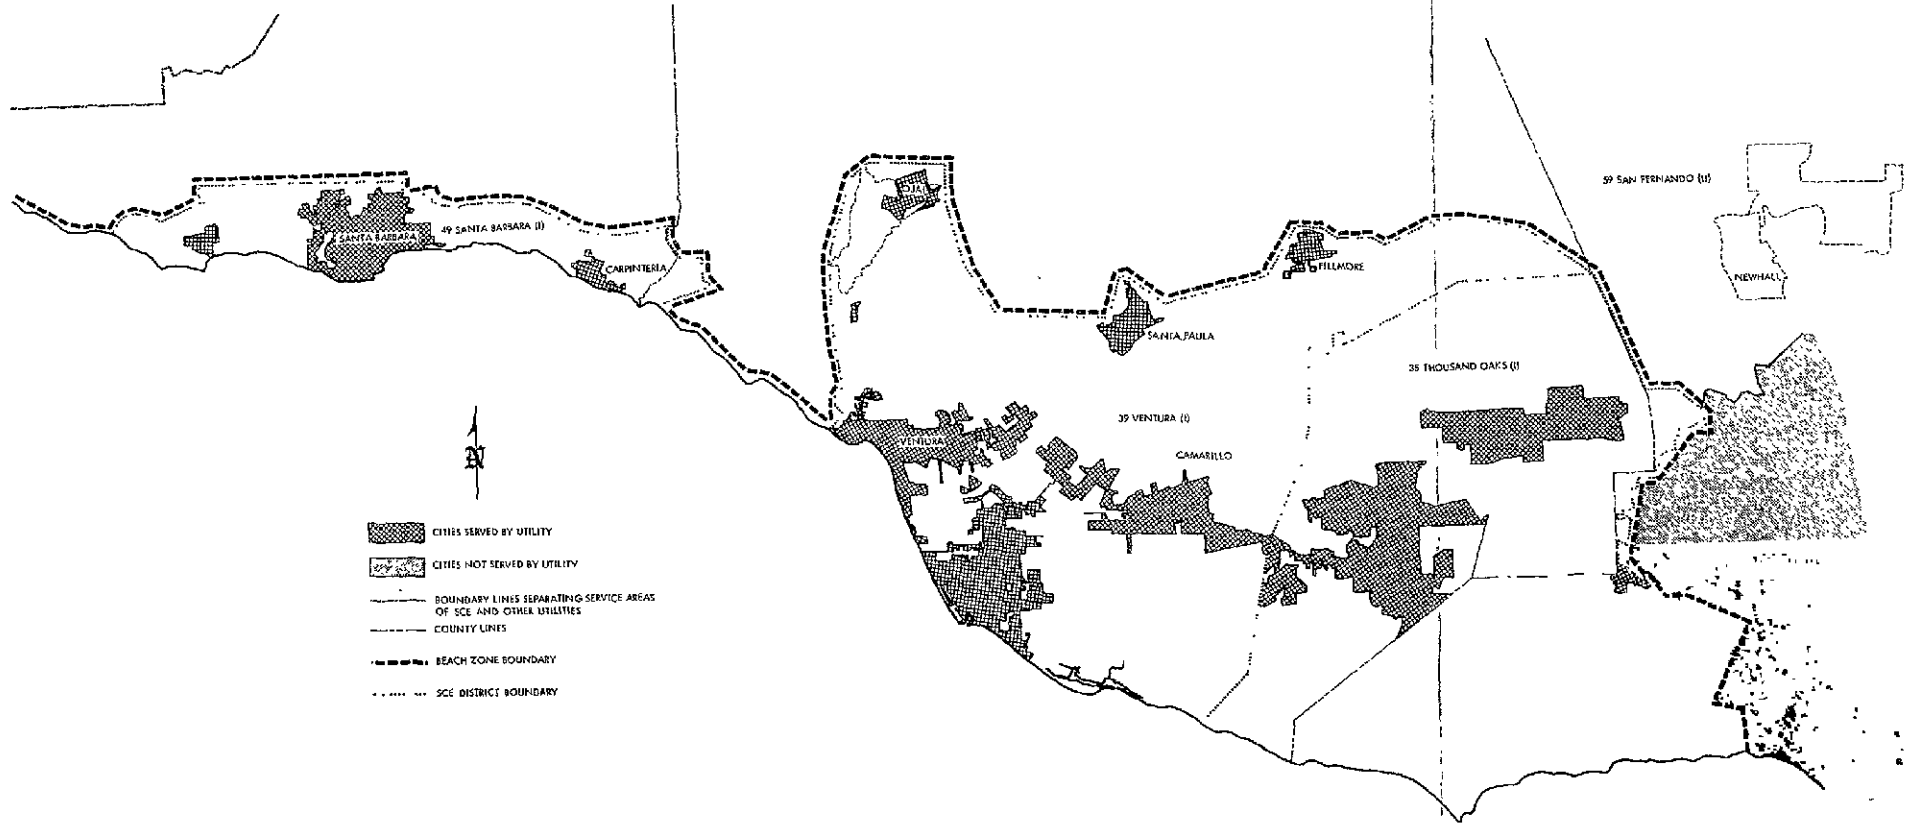 59 SAN FERNANDO (U)
NEWHALL
OJAI
49 SANTA BARBARA (I)
SANTA BARBARA
CARPINTERIA
FILLMORE
SANTA PAULA
35 THOUSAND OAKS (I)
39 VENTURA (I)
VENTURA
CAMARILLO
N
CITIES SERVED BY UTILITY
CITIES NOT SERVED BY UTILITY
BOUNDARY LINES SEPARATING SERVICE AREAS
OF SCE AND OTHER UTILITIES
COUNTY LINES
BEACH ZONE BOUNDARY
SCE DISTRICT BOUNDARY